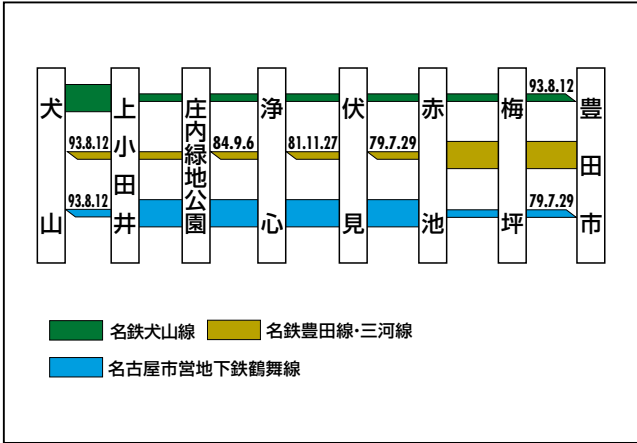 93.8.12
犬山
上小田井
庄内緑地公園
浄心
伏見
赤池
梅坪
豊田市
93.8.12
84.9.6
81.11.27
79.7.29
93.8.12
79.7.29
名鉄犬山線
名鉄豊田線・三河線
名古屋市営地下鉄鶴舞線